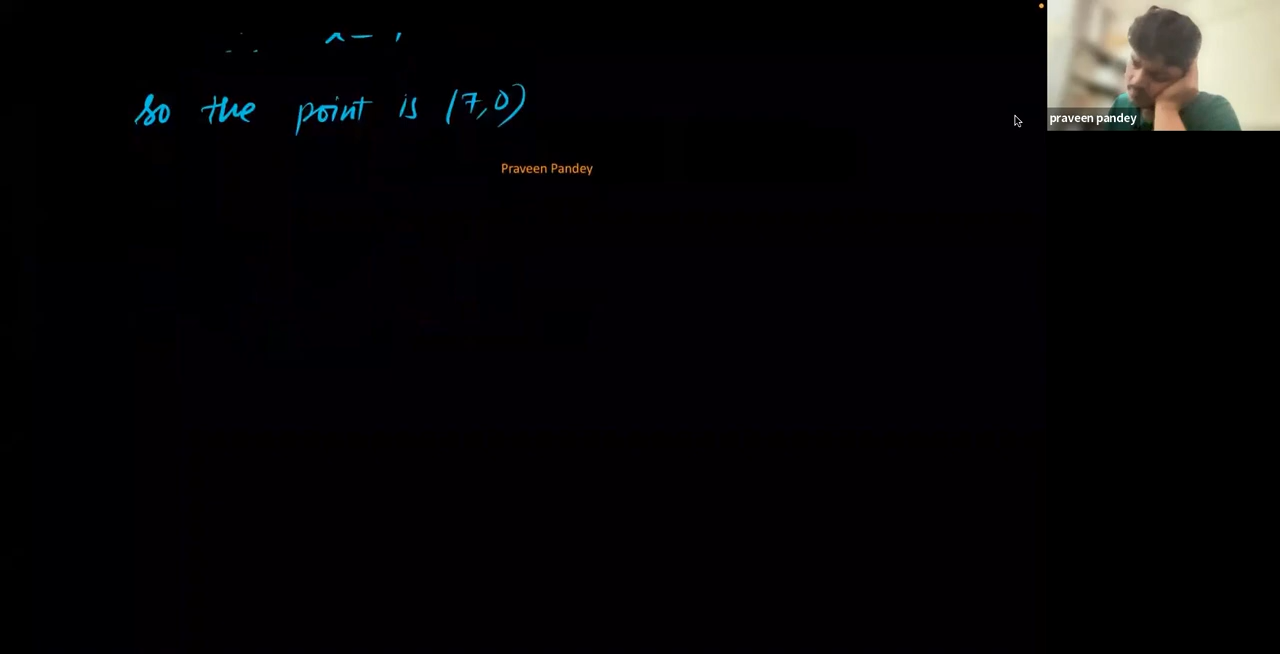 so the point is (7,0)
praveen pandey
Praveen Pandey